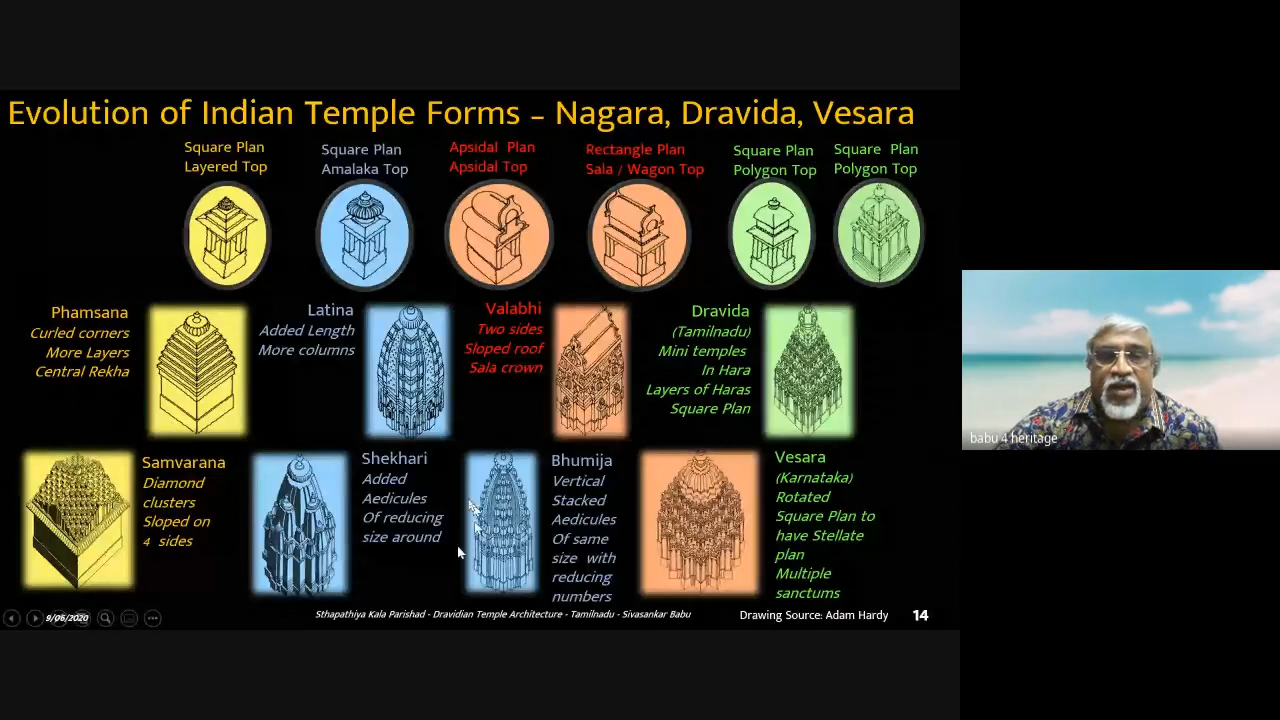 Evolution of Indian Temple Forms – Nagara, Dravida, Vesara
Square Plan
Layered Top
Square Plan
Amalaka Top
Apsidal Plan
Apsidal Top
Rectangle Plan
Sala / Wagon Top
Square Plan
Polygon Top
Square Plan
Polygon Top
Phamsana
Curled corners
More Layers
Central Rekha
Latina
Added Length
More columns
Valabhi
Two sides
Sloped roof
Sala crown
Dravida
(Tamilnadu)
Mini temples
In Hara
Layers of Haras
Square Plan
Samvarana
Diamond
clusters
Sloped on
4 sides
Shekhari
Added
Aedicules
Of reducing
size around
Bhumija
Vertical
Stacked
Aedicules
Of same
size with
reducing
numbers
Vesara
(Karnataka)
Rotated
Square Plan to
have Stellate
plan
Multiple
sanctums
9/06/2020
Sthapathiya Kala Parishad - Dravidian Temple Architecture - Tamilnadu - Sivasankar Babu
Drawing Source: Adam Hardy
14
babu 4 heritage